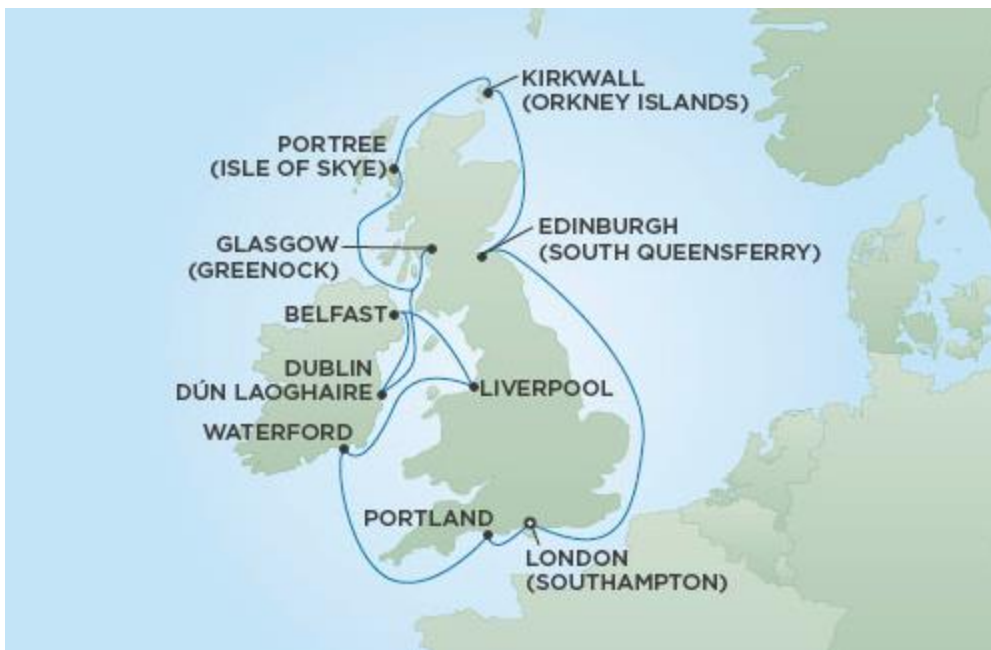 KIRKWALL
(ORKNEY ISLANDS)
PORTREE
(ISLE OF SKYE)
EDINBURGH
(SOUTH QUEENSFERRY)
GLASGOW
(GREENOCK)
BELFAST
DUBLIN
DÚN LAOGHAIRE
LIVERPOOL
WATERFORD
PORTLAND
LONDON
(SOUTHAMPTON)